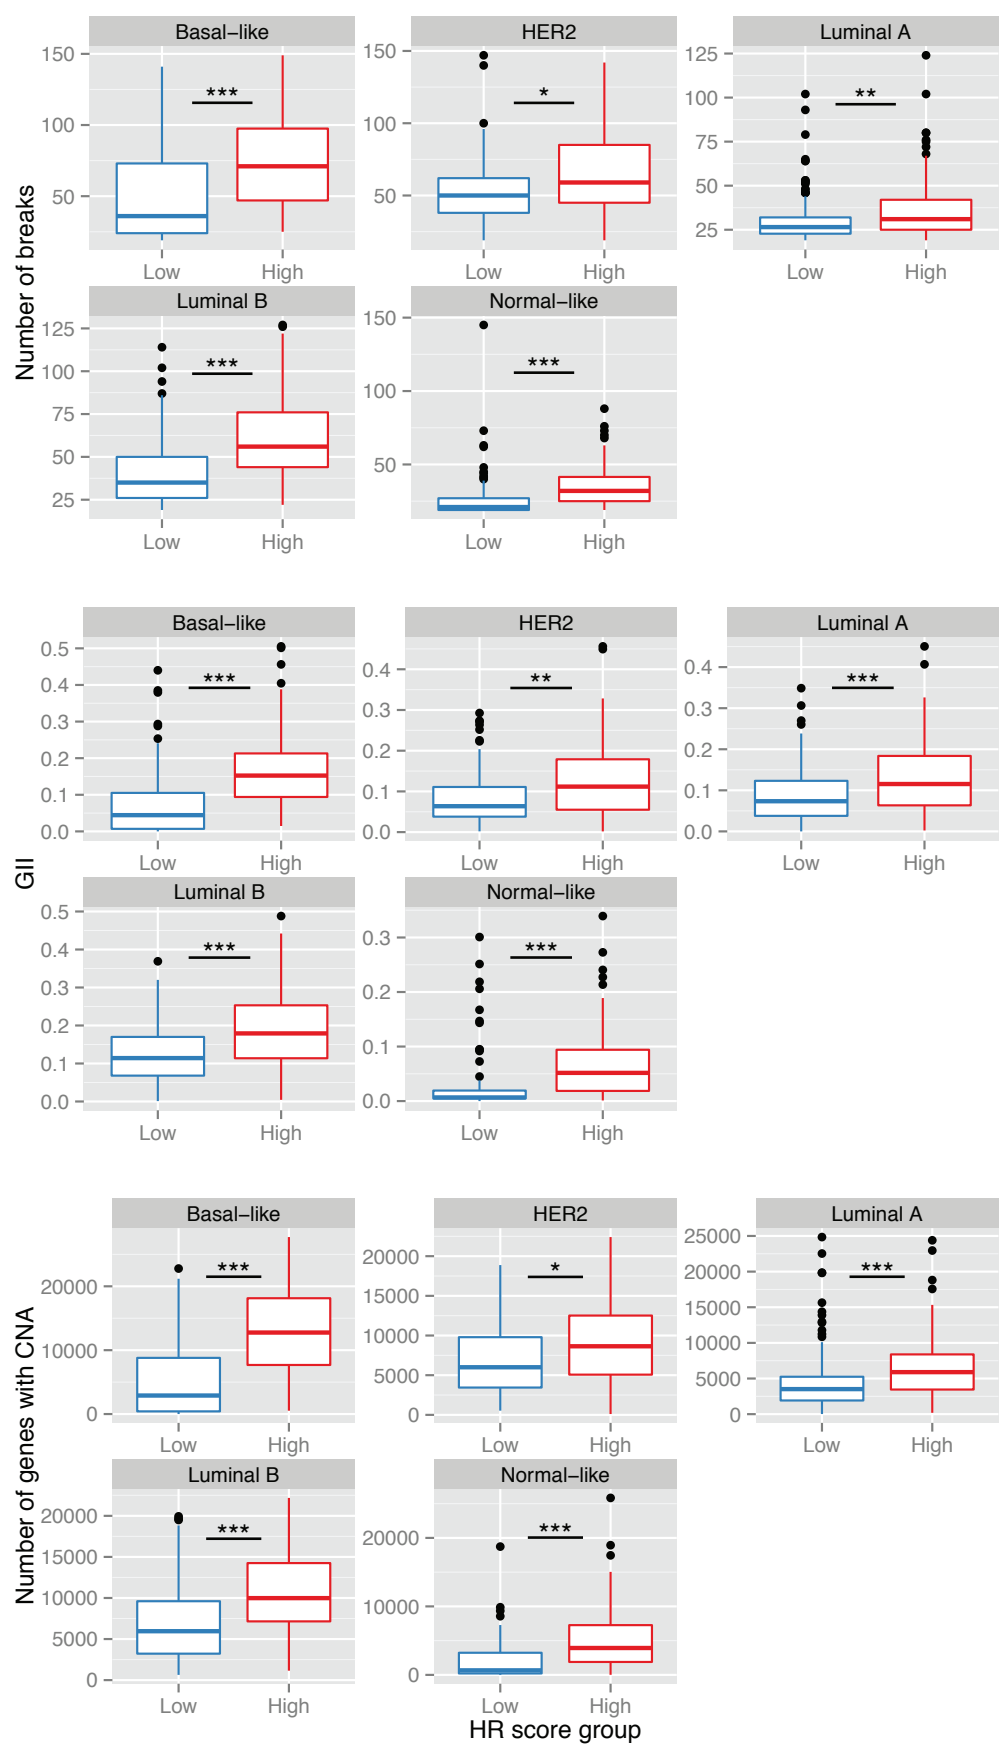 Number of breaks
Basal-like
150
100
50
***
Low High
HER2
150
100
50
*
Low High
Luminal A
125
100
75
50
25
**
Low High
Luminal B
125
100
75
50
25
***
Low High
Normal-like
150
100
50
***
Low High
GII
Basal-like
0.5
0.4
0.3
0.2
0.1
0.0
***
Low High
HER2
0.4
0.3
0.2
0.1
0.0
**
Low High
Luminal A
0.4
0.3
0.2
0.1
0.0
***
Low High
Luminal B
0.5
0.4
0.3
0.2
0.1
0.0
***
Low High
Normal-like
0.3
0.2
0.1
0.0
***
Low High
Number of genes with CNA
Basal-like
20000
10000
0
***
Low High
HER2
20000
15000
10000
5000
0
*
Low High
Luminal A
25000
20000
15000
10000
5000
0
***
Low High
Luminal B
20000
15000
10000
5000
0
***
Low High
Normal-like
20000
10000
0
***
Low High
HR score group